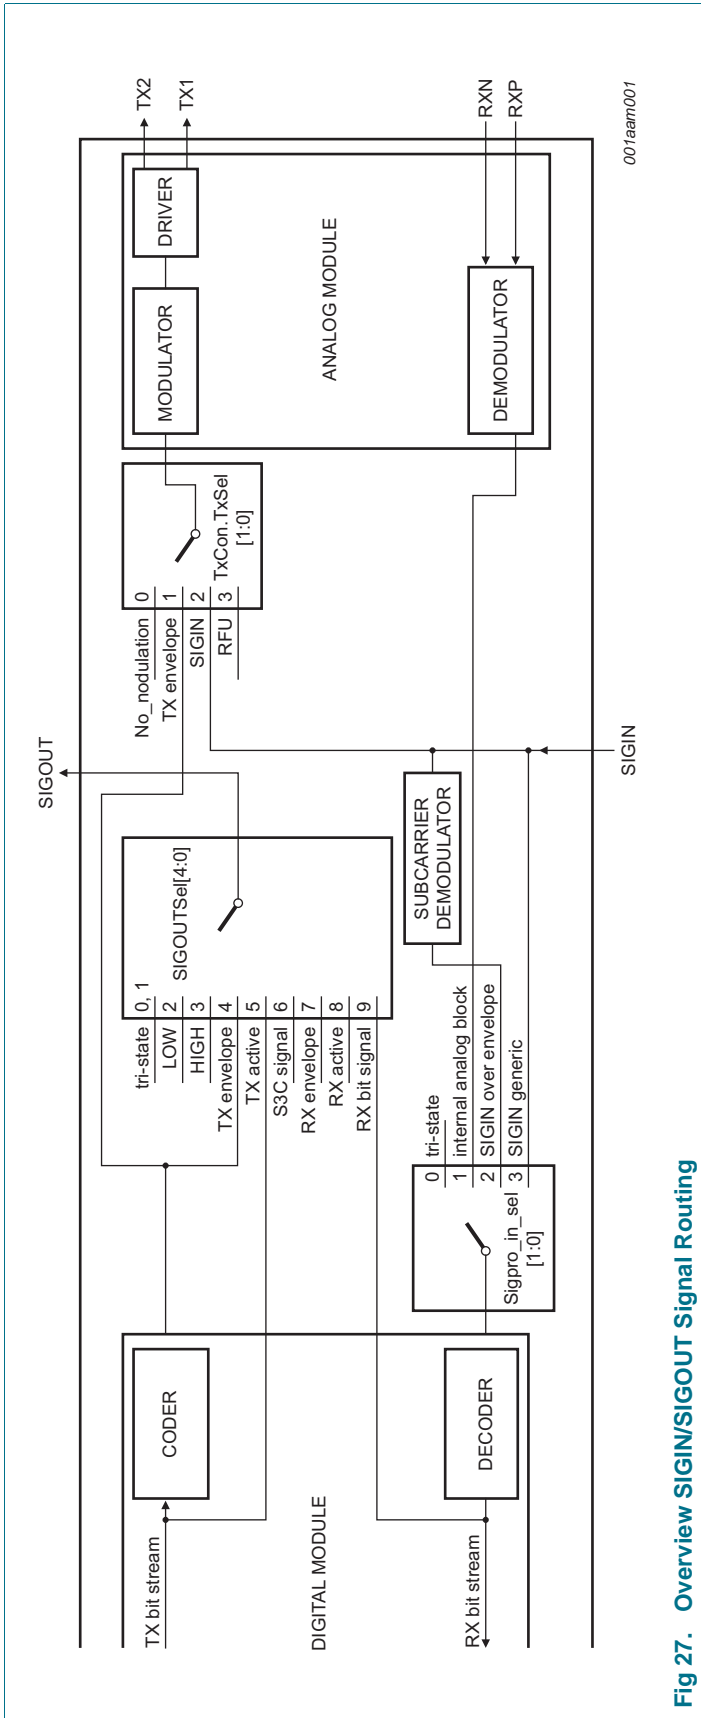 SIGOUT
TX2
TX1
DRIVER
MODULATOR
ANALOG MODULE
DEMODULATOR
RXN
RXP
TxCon.TxSel
[1:0]
No_nodulation 0
TX envelope 1
SIGIN 2
RFU 3
SIGOUTSel[4:0]
tri-state 0, 1
LOW 2
HIGH 3
TX envelope 4
TX active 5
S3C signal 6
RX envelope 7
RX active 8
RX bit signal 9
SUBCARRIER
DEMODULATOR
SIGIN
0 tri-state
1 internal analog block
2 SIGIN over envelope
3 SIGIN generic
Sigpro_in_sel
[1:0]
CODER
DECODER
TX bit stream
DIGITAL MODULE
RX bit stream
001aam001
Fig 27. Overview SIGIN/SIGOUT Signal Routing